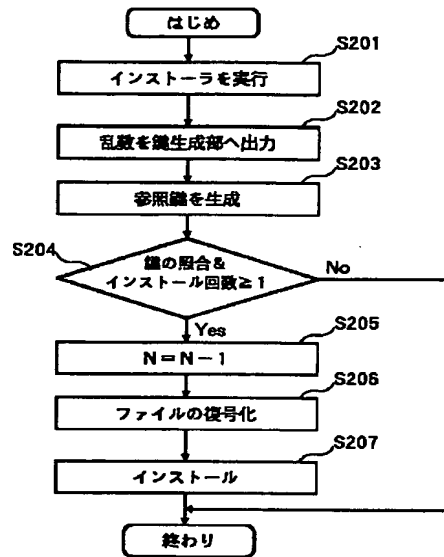 はじめ
S201
インストーラを実行
S202
乱数を鍵生成部へ出力
S203
参照鍵を生成
S204
鍵の照合&
インストール回数≥1
No
Yes
S205
N=N-1
S206
ファイルの復号化
S207
インストール
終わり